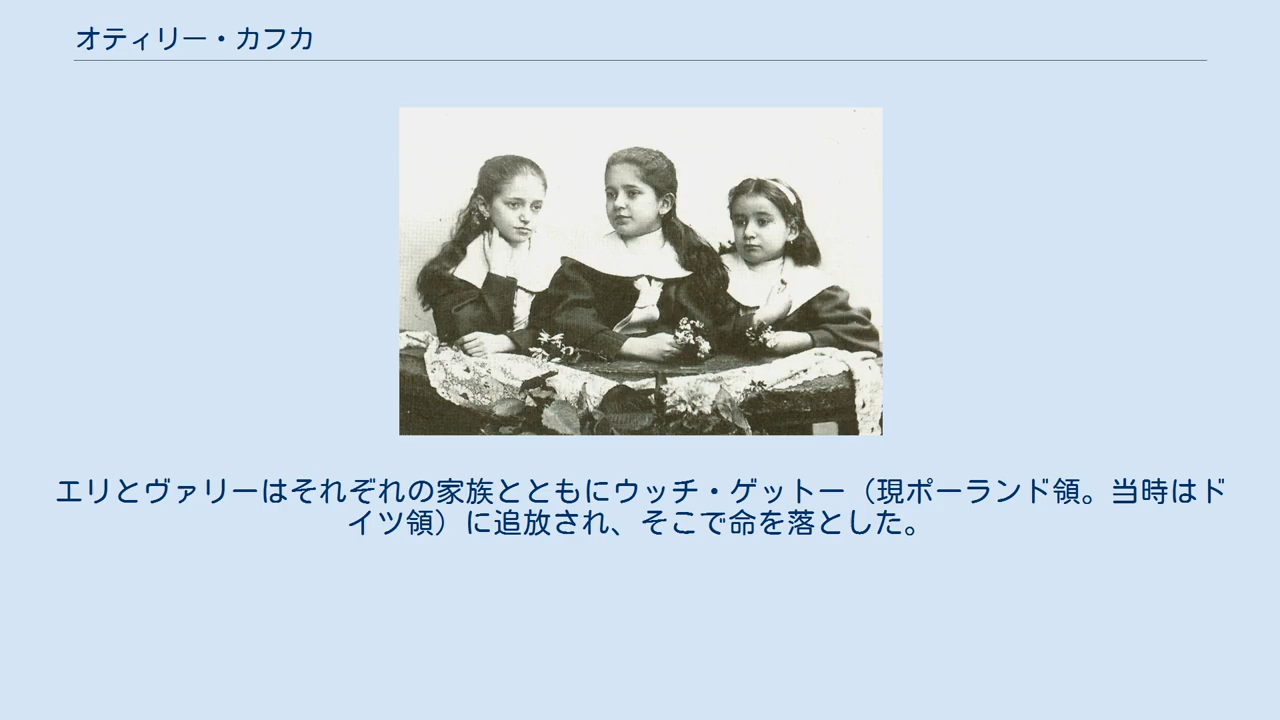 オティリー・カフカ
エリとヴァリーはそれぞれの家族とともにウッチ・ゲットー（現ポーランド領。当時はド
イツ領）に追放され、そこで命を落とした。